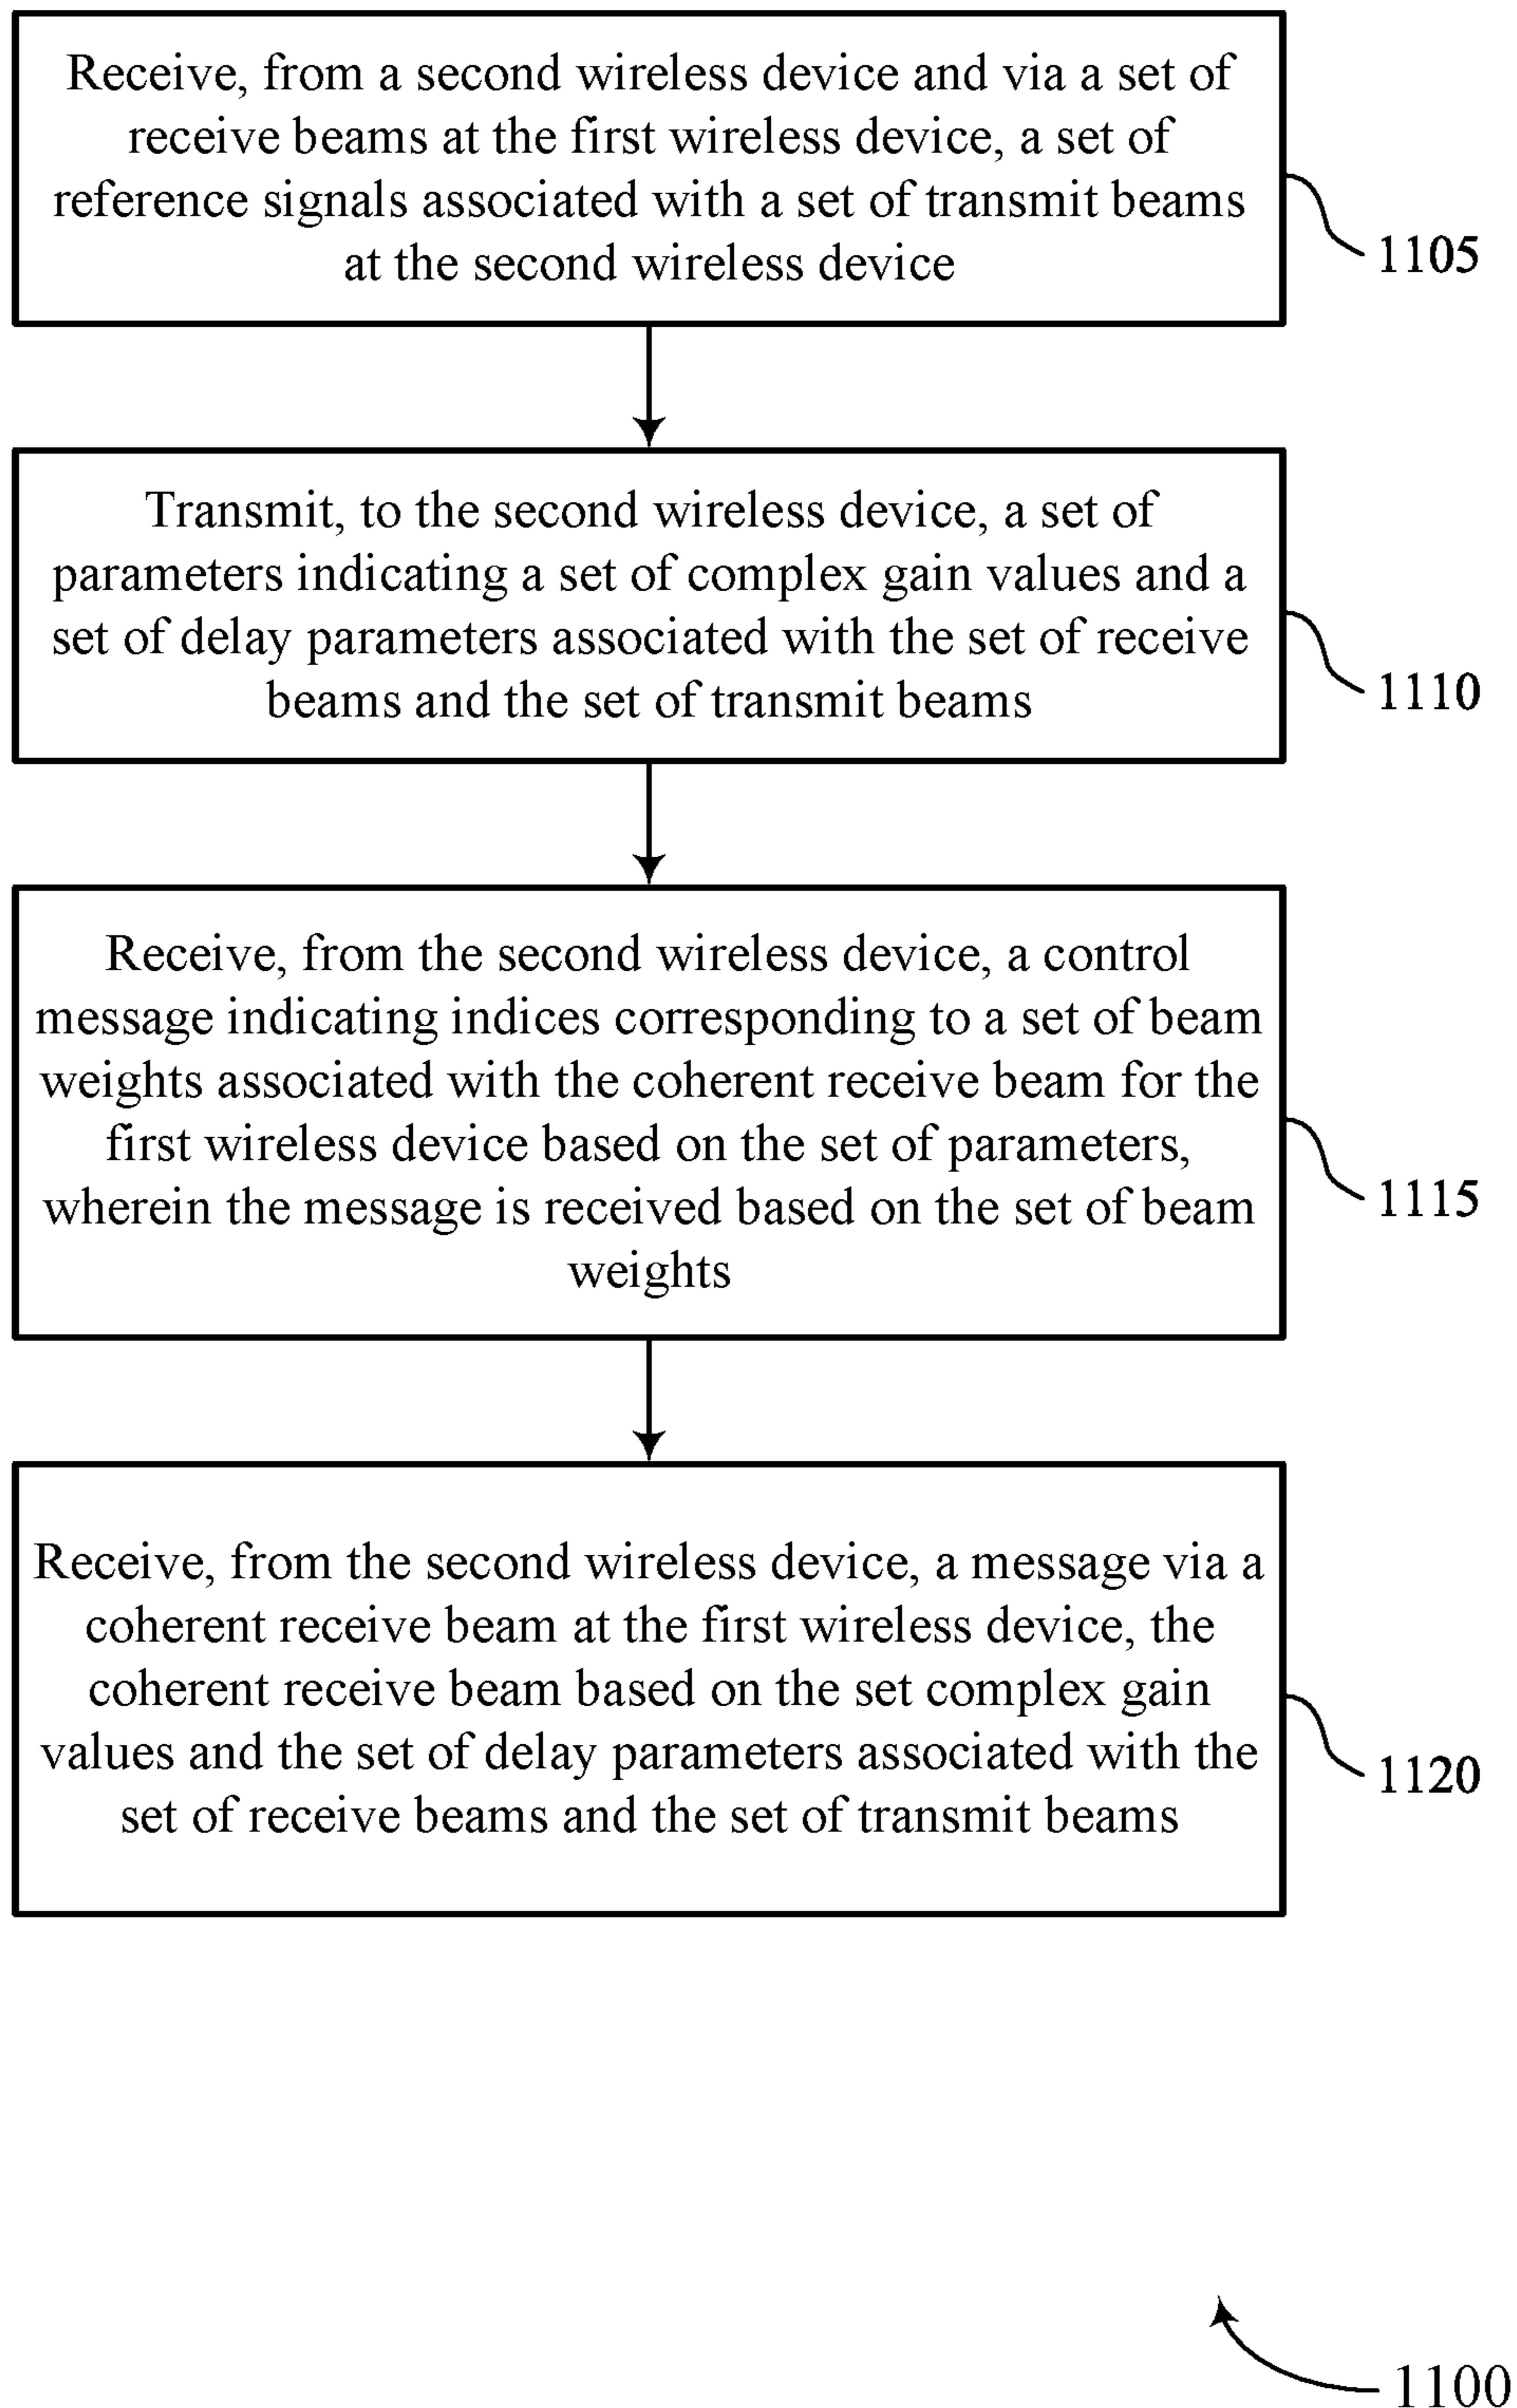 Receive, from a second wireless device and via a set of
receive beams at the first wireless device, a set of
reference signals associated with a set of transmit beams
at the second wireless device
1105
Transmit, to the second wireless device, a set of
parameters indicating a set of complex gain values and a
set of delay parameters associated with the set of receive
beams and the set of transmit beams
1110
Receive, from the second wireless device, a control
message indicating indices corresponding to a set of beam
weights associated with the coherent receive beam for the
first wireless device based on the set of parameters,
wherein the message is received based on the set of beam
weights
1115
Receive, from the second wireless device, a message via a
coherent receive beam at the first wireless device, the
coherent receive beam based on the set complex gain
values and the set of delay parameters associated with the
set of receive beams and the set of transmit beams
1120
1100